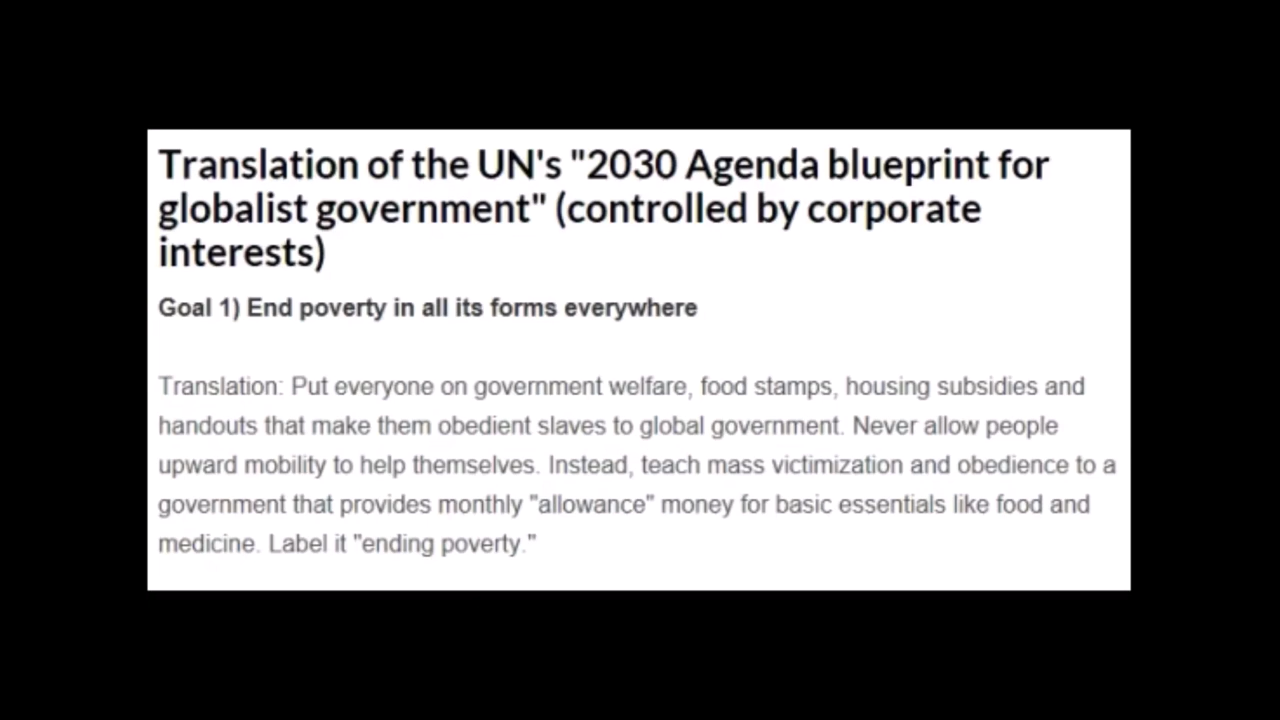 Translation of the UN's "2030 Agenda blueprint for
globalist government" (controlled by corporate
interests)
Goal 1) End poverty in all its forms everywhere
Translation: Put everyone on government welfare, food stamps, housing subsidies and
handouts that make them obedient slaves to global government. Never allow people
upward mobility to help themselves. Instead, teach mass victimization and obedience to a
government that provides monthly "allowance" money for basic essentials like food and
medicine. Label it "ending poverty."